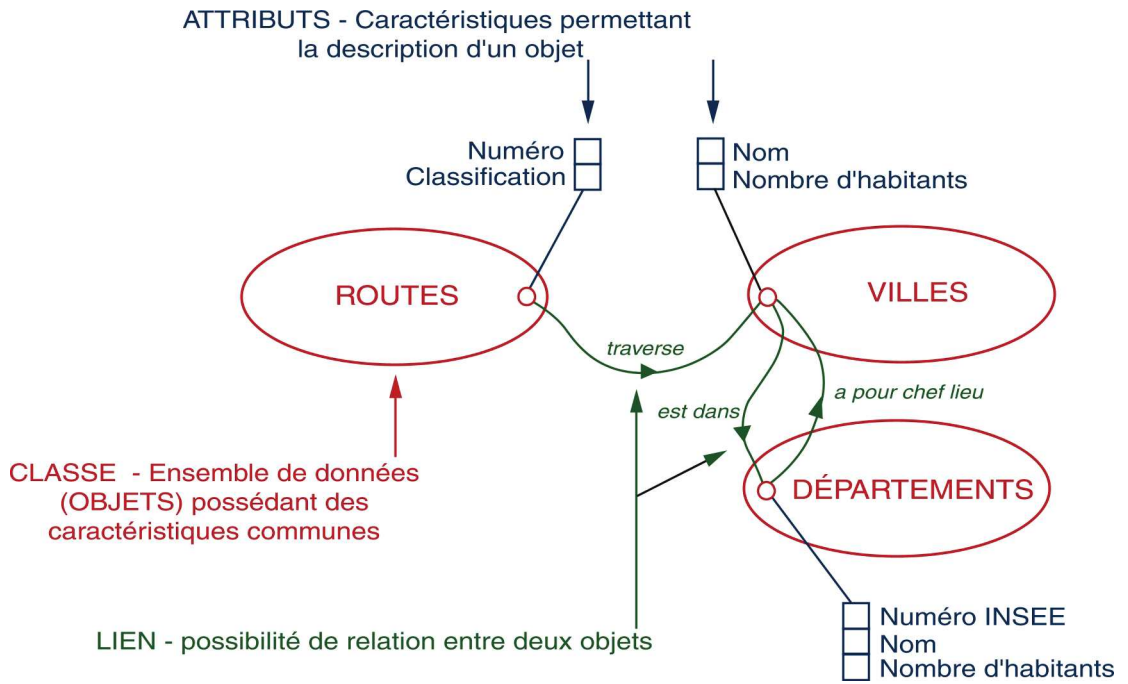 ATTRIBUTS - Caractéristiques permettant
la description d'un objet
Numéro
Classification
Nom
Nombre d'habitants
ROUTES
VILLES
traverse
est dans
a pour chef lieu
CLASSE - Ensemble de données
(OBJETS) possédant des
caractéristiques communes
DÉPARTEMENTS
LIEN - possibilité de relation entre deux objets
Numéro INSEE
Nom
Nombre d'habitants